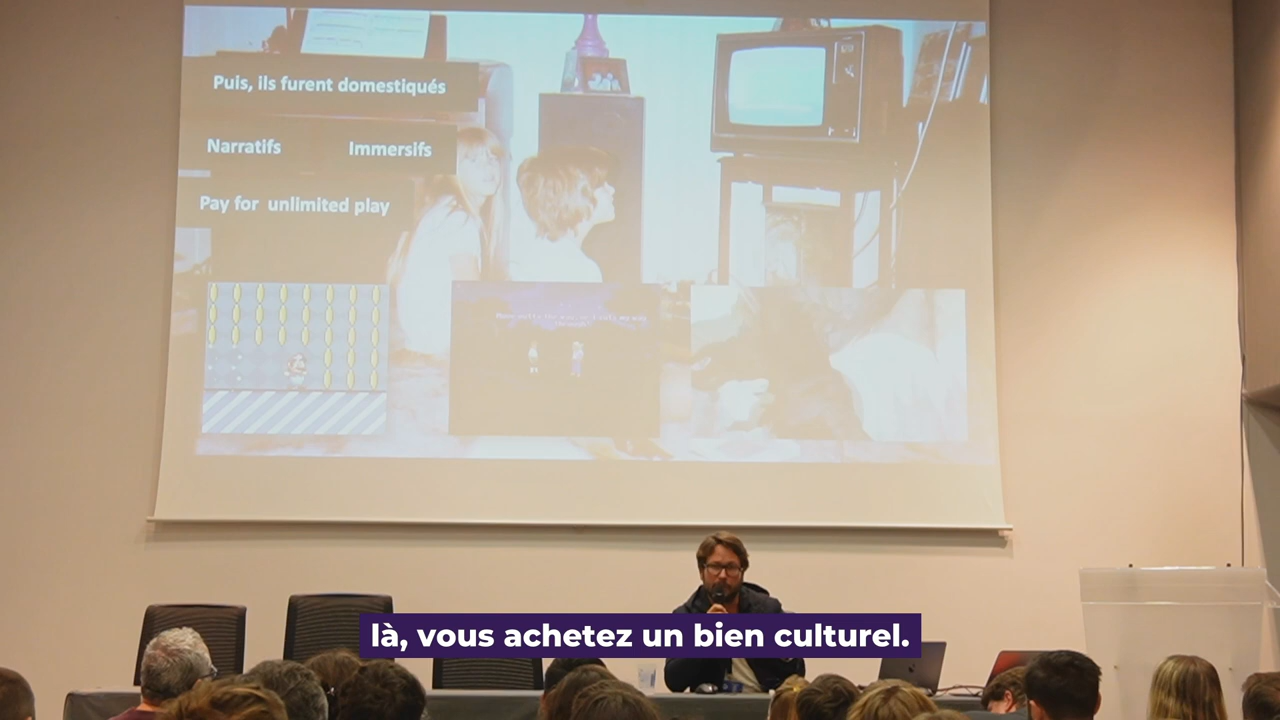 Puis, ils furent domestiqués
Narratifs Immersifs
Pay for unlimited play
là, vous achetez un bien culturel.